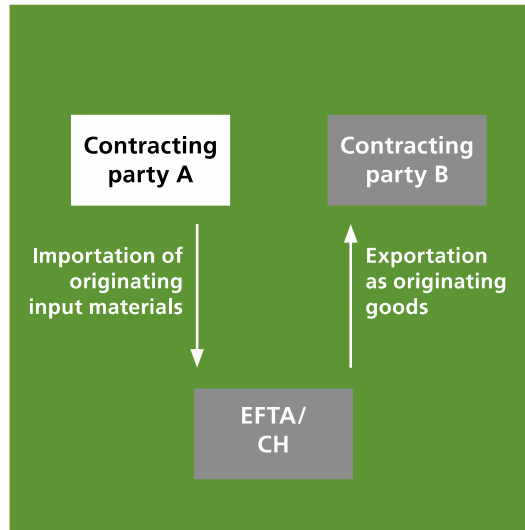 Contracting
party A
Contracting
party B
Importation of
originating
input materials
Exportation
as originating
goods
EFTA/
CH